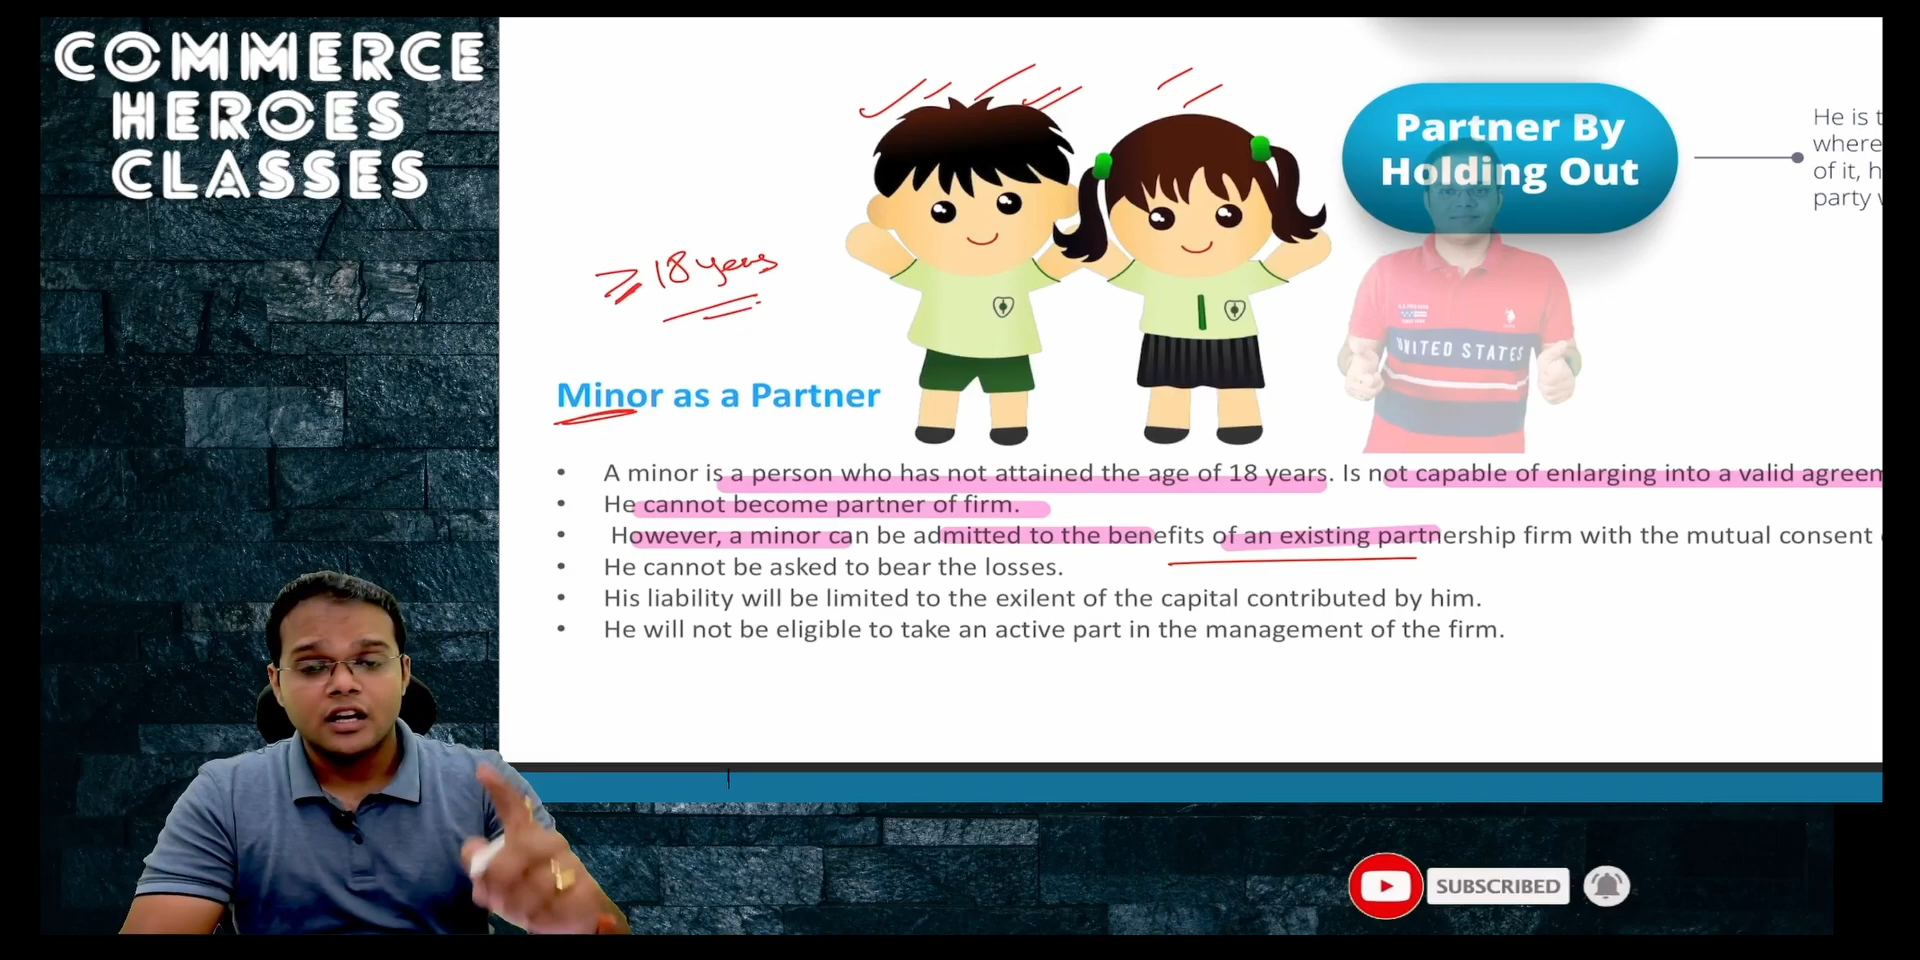 COMMERCE
HEROES
CLASSES
Partner By
Holding Out
He is t
where
of it, h
party
≥ 18 years
UNITED STATES
Minor as a Partner
• A minor is a person who has not attained the age of 18 years. Is not capable of enlarging into a valid agreem
• He cannot become partner of firm.
• However, a minor can be admitted to the benefits of an existing partnership firm with the mutual consent
• He cannot be asked to bear the losses.
• His liability will be limited to the exilent of the capital contributed by him.
• He will not be eligible to take an active part in the management of the firm.
SUBSCRIBED